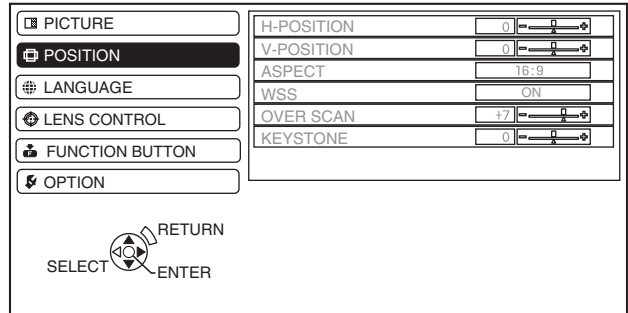 PICTURE
POSITION
LANGUAGE
LENS CONTROL
FUNCTION BUTTON
OPTION
H-POSITION 0
V-POSITION 0
ASPECT 16:9
WSS ON
OVER SCAN +7
KEYSTONE 0
RETURN
SELECT
ENTER